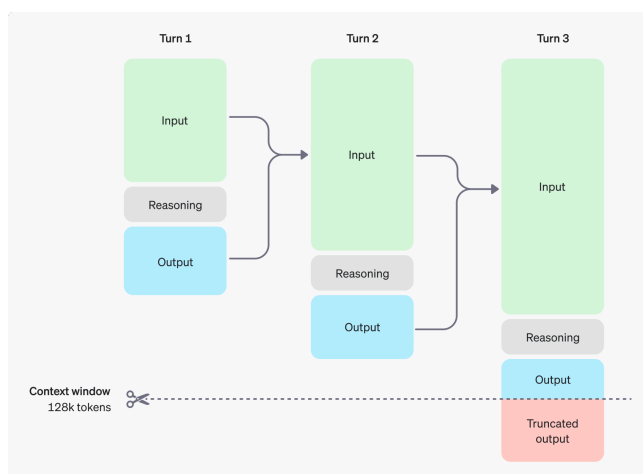 Turn 1
Turn 2
Turn 3
Input
Input
Input
Reasoning
Output
Reasoning
Output
Reasoning
Output
Context window
128k tokens
Truncated
output